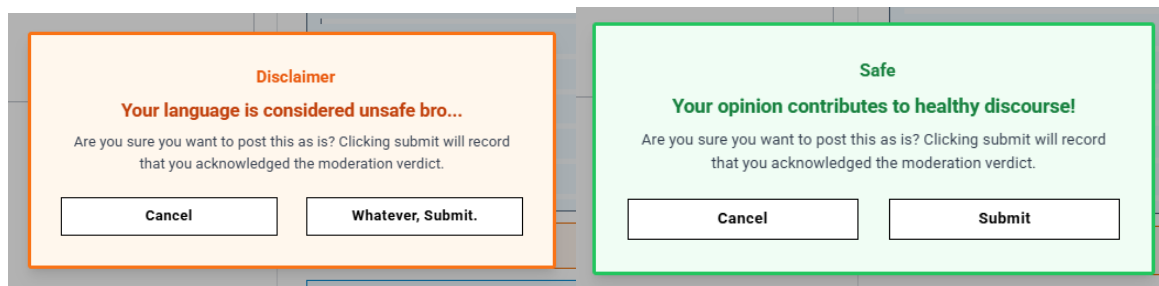 Disclaimer
Your language is considered unsafe bro...
Are you sure you want to post this as is? Clicking submit will record
that you acknowledged the moderation verdict.
Cancel
Whatever, Submit.
Safe
Your opinion contributes to healthy discourse!
Are you sure you want to post this as is? Clicking submit will record
that you acknowledged the moderation verdict.
Cancel
Submit